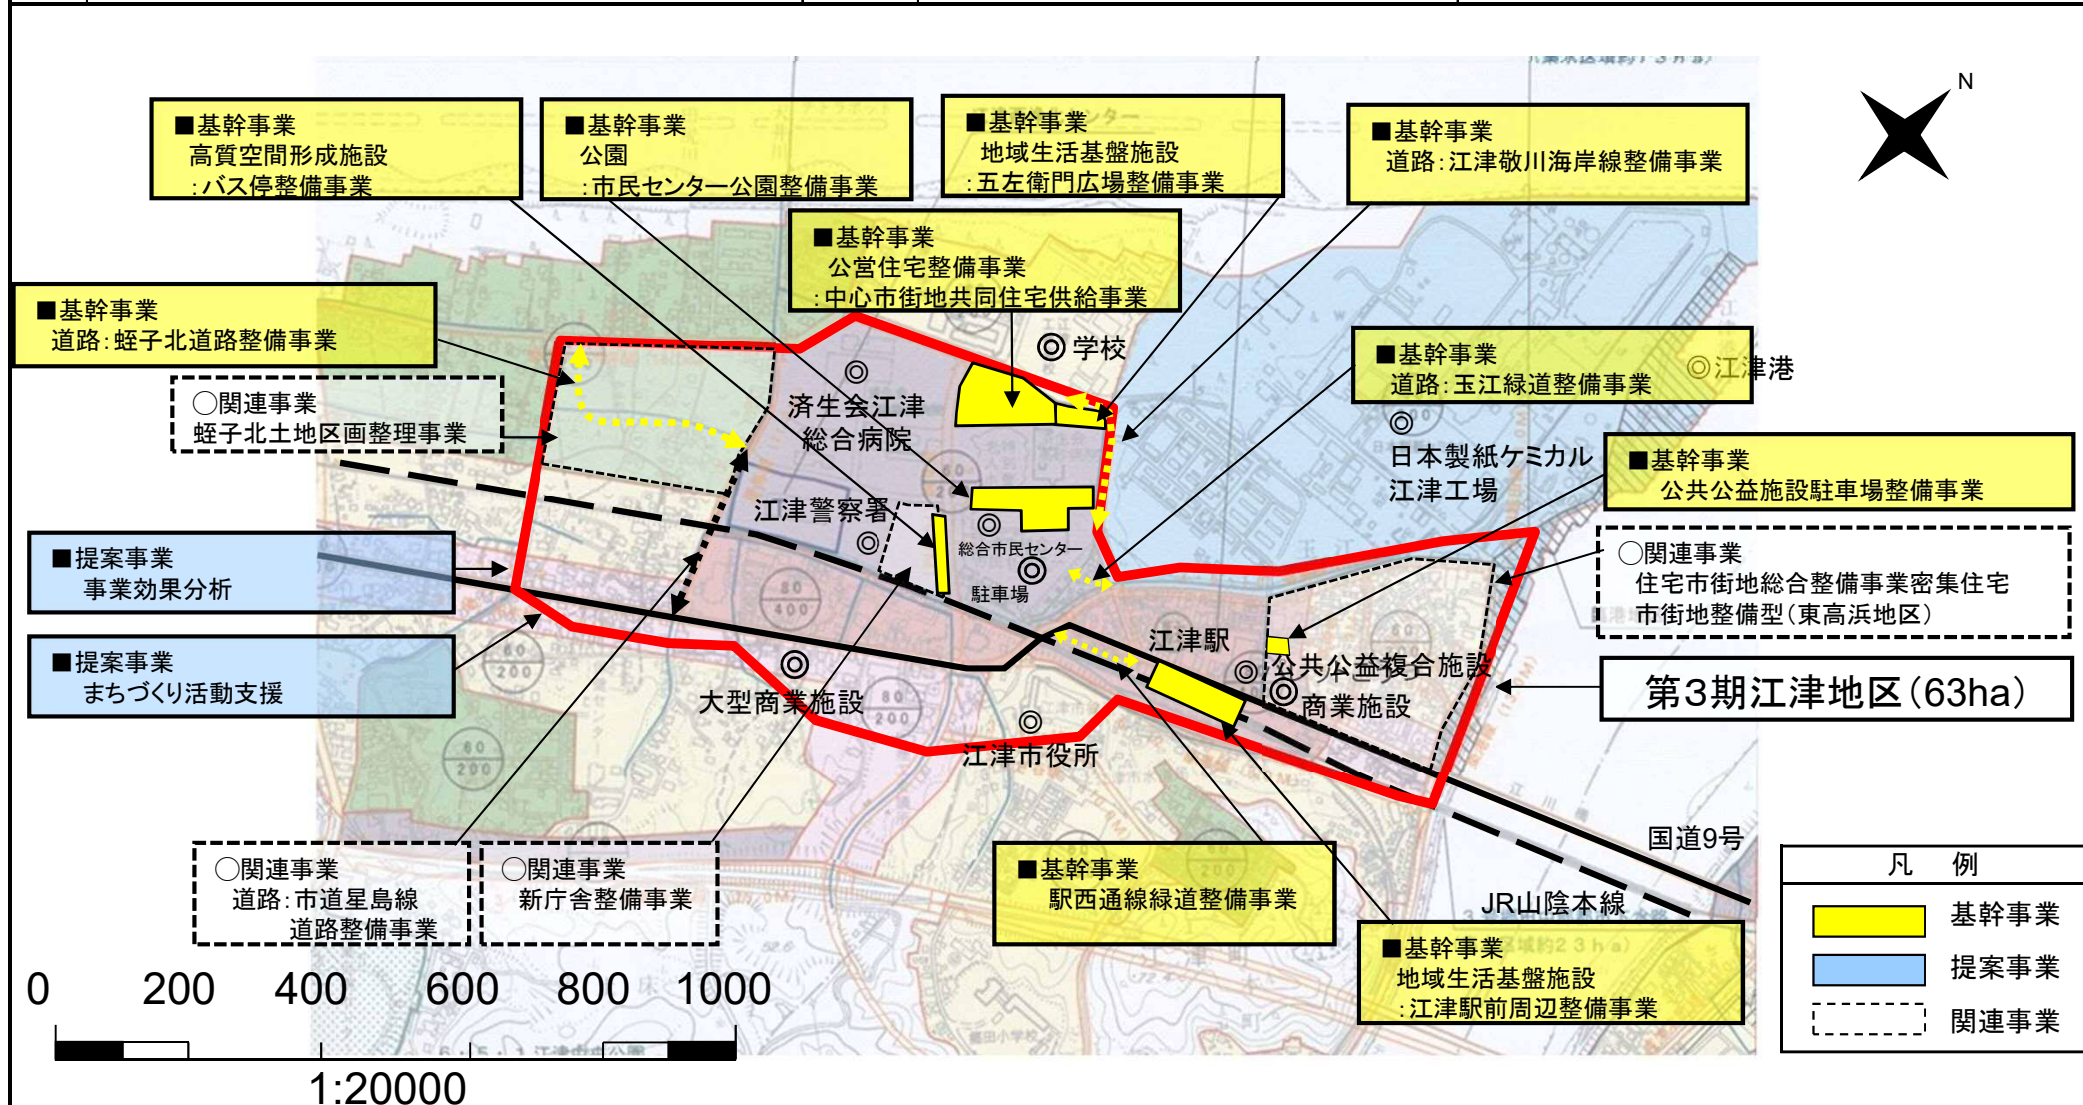 N
■基幹事業
高質空間形成施設
:バス停整備事業
■基幹事業
公園
:市民センター公園整備事業
■基幹事業
地域生活基盤施設
:五左衛門広場整備事業
■基幹事業
道路:江津敬川海岸線整備事業
■基幹事業
公営住宅整備事業
:中心市街地共同住宅供給事業
■基幹事業
道路:蛭子北道路整備事業
◎学校
■基幹事業
道路:玉江緑道整備事業
◎江津港
○関連事業
蛭子北土地区画整理事業
◎
済生会江津
総合病院
◎
日本製紙ケミカル
江津工場
■基幹事業
公共公益施設駐車場整備事業
江津警察署
◎
◎
総合市民センター
◎
駐車場
■提案事業
事業効果分析
○関連事業
住宅市街地総合整備事業密集住宅
市街地整備型(東高浜地区)
80
400
■提案事業
まちづくり活動支援
江津駅
◎
公共公益複合施設
◎
商業施設
第3期江津地区(63ha)
◎
大型商業施設
◎
江津市役所
60
200
80
200
60
200
国道9号
JR山陰本線
○関連事業
道路:市道星島線
道路整備事業
○関連事業
新庁舎整備事業
■基幹事業
駅西通線緑道整備事業
■基幹事業
地域生活基盤施設
:江津駅前周辺整備事業
凡 例
基幹事業
提案事業
関連事業
0 200 400 600 800 1000
1:20000